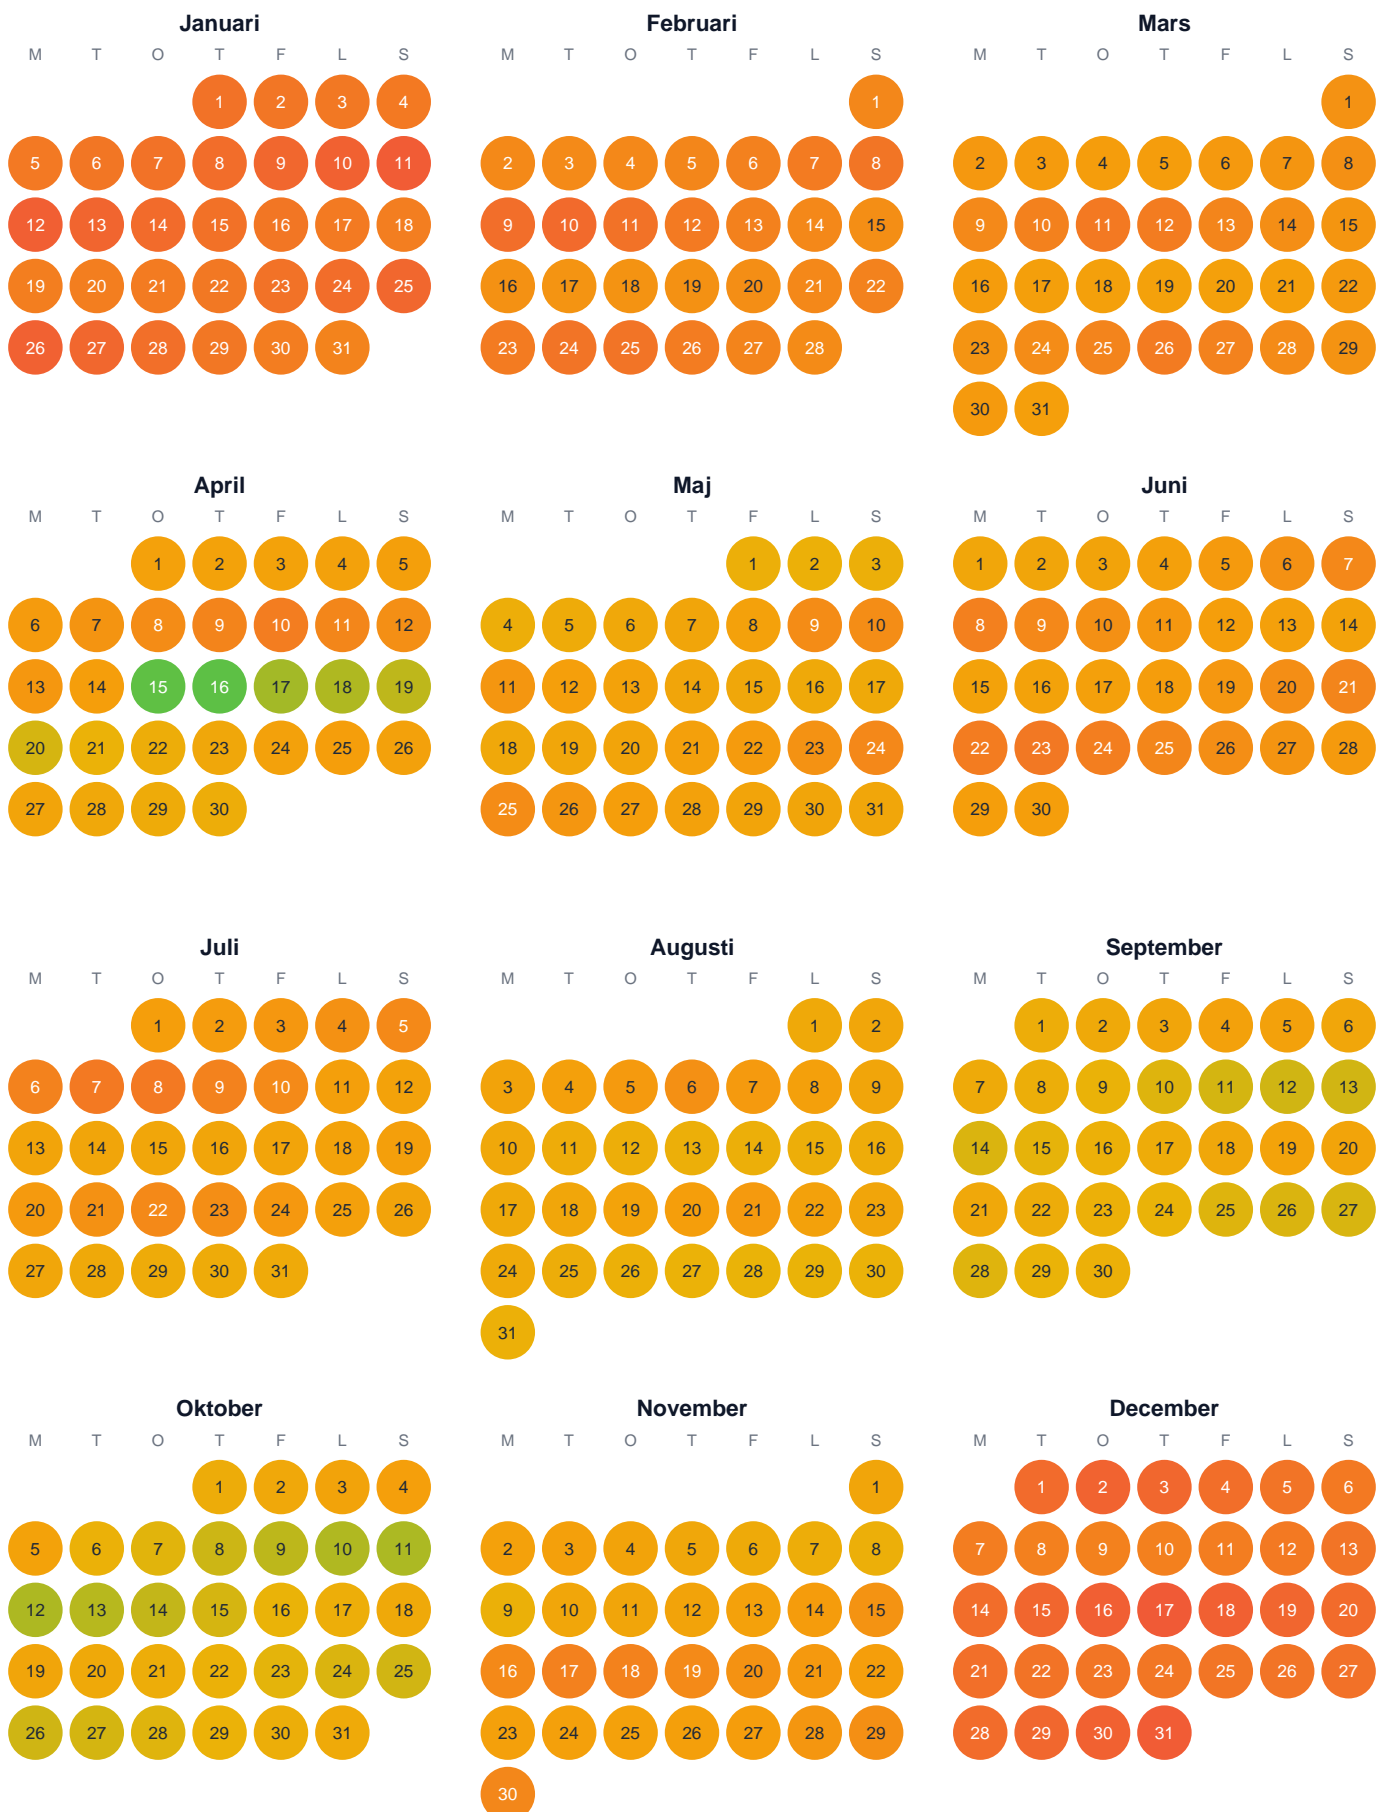 Januari
M T O T F L S
1 2 3 4
5 6 7 8 9 10 11
12 13 14 15 16 17 18
19 20 21 22 23 24 25
26 27 28 29 30 31
Februari
M T O T F L S
1
2 3 4 5 6 7 8
9 10 11 12 13 14 15
16 17 18 19 20 21 22
23 24 25 26 27 28
Mars
M T O T F L S
1
2 3 4 5 6 7 8
9 10 11 12 13 14 15
16 17 18 19 20 21 22
23 24 25 26 27 28 29
30 31
April
M T O T F L S
1 2 3 4 5
6 7 8 9 10 11 12
13 14 15 16 17 18 19
20 21 22 23 24 25 26
27 28 29 30
Maj
M T O T F L S
1 2 3
4 5 6 7 8 9 10
11 12 13 14 15 16 17
18 19 20 21 22 23 24
25 26 27 28 29 30 31
Juni
M T O T F L S
1 2 3 4 5 6 7
8 9 10 11 12 13 14
15 16 17 18 19 20 21
22 23 24 25 26 27 28
29 30
Juli
M T O T F L S
1 2 3 4 5
6 7 8 9 10 11 12
13 14 15 16 17 18 19
20 21 22 23 24 25 26
27 28 29 30 31
Augusti
M T O T F L S
1 2
3 4 5 6 7 8 9
10 11 12 13 14 15 16
17 18 19 20 21 22 23
24 25 26 27 28 29 30
31
September
M T O T F L S
1 2 3 4 5 6
7 8 9 10 11 12 13
14 15 16 17 18 19 20
21 22 23 24 25 26 27
28 29 30
Oktober
M T O T F L S
1 2 3 4
5 6 7 8 9 10 11
12 13 14 15 16 17 18
19 20 21 22 23 24 25
26 27 28 29 30 31
November
M T O T F L S
1
2 3 4 5 6 7 8
9 10 11 12 13 14 15
16 17 18 19 20 21 22
23 24 25 26 27 28 29
30
December
M T O T F L S
1 2 3 4 5 6
7 8 9 10 11 12 13
14 15 16 17 18 19 20
21 22 23 24 25 26 27
28 29 30 31